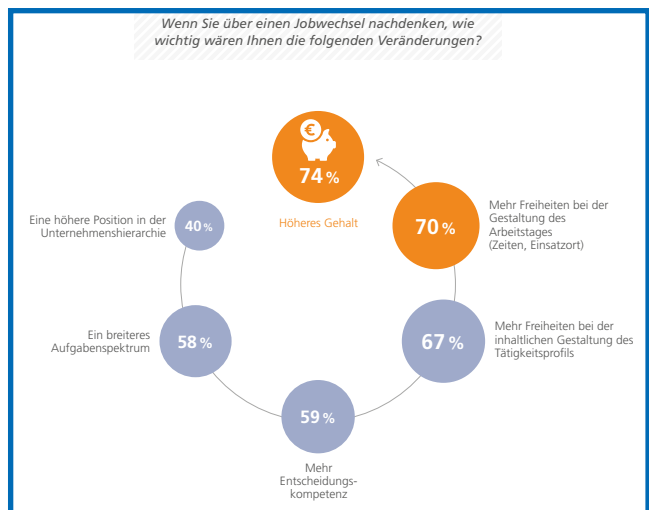 Wenn Sie über einen Jobwechsel nachdenken, wie
wichtig wären Ihnen die folgenden Veränderungen?
€
74 %
Höheres Gehalt
70 %
Mehr Freiheiten bei der
Gestaltung des
Arbeitstages
(Zeiten, Einsatzort)
67 %
Mehr Freiheiten bei der
inhaltlichen Gestaltung des
Tätigkeitsprofils
59 %
Mehr
Entscheidungs-
kompetenz
58 %
Ein breiteres
Aufgabenspektrum
40 %
Eine höhere Position in der
Unternehmenshierarchie